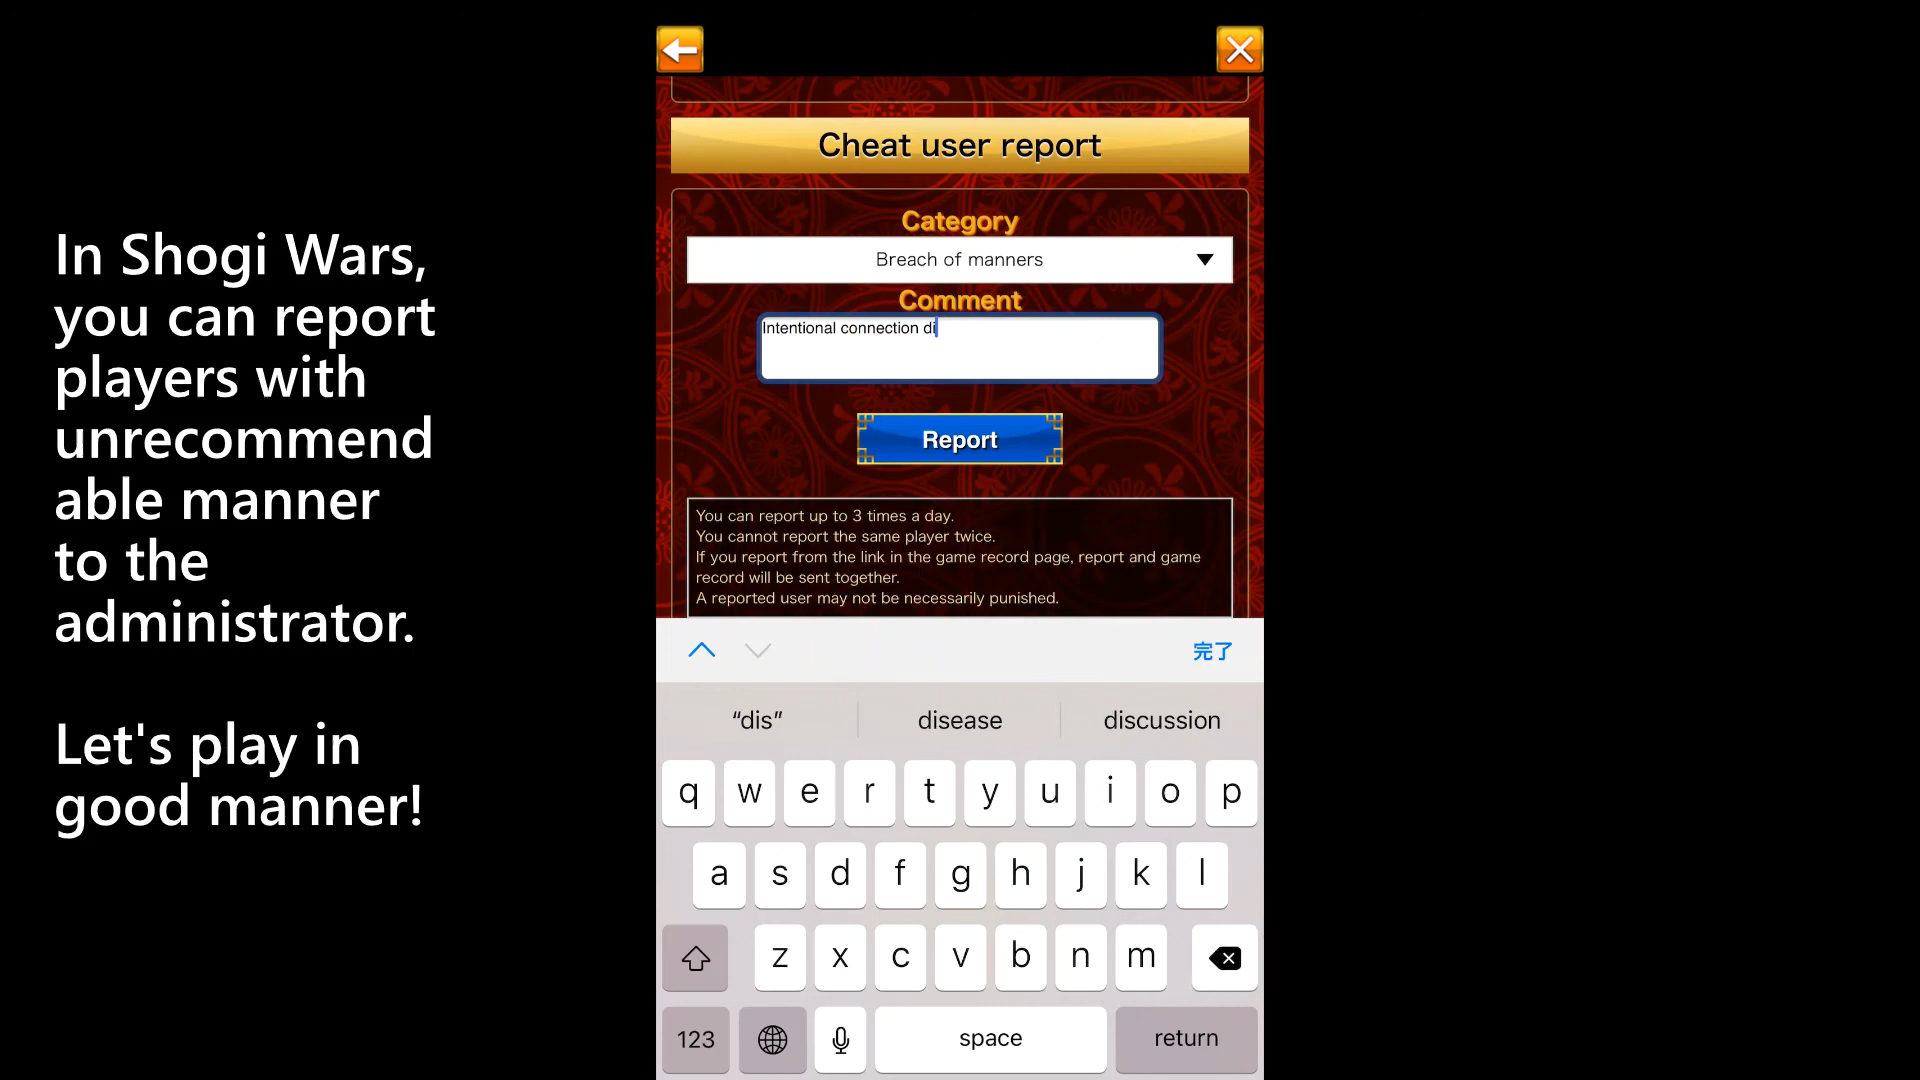 In Shogi Wars,
you can report
players with
unrecommend
able manner
to the
administrator.
Let's play in
good manner!
Cheat user report
Category
Breach of manners
Comment
Intentional connection di
Report
You can report up to 3 times a day.
You cannot report the same player twice.
If you report from the link in the game record page, report and game
record will be sent together.
A reported user may not be necessarily punished.
完了
“dis” disease discussion
q w e r t y u i o p
a s d f g h j k l
z x c v b n m
123 space return